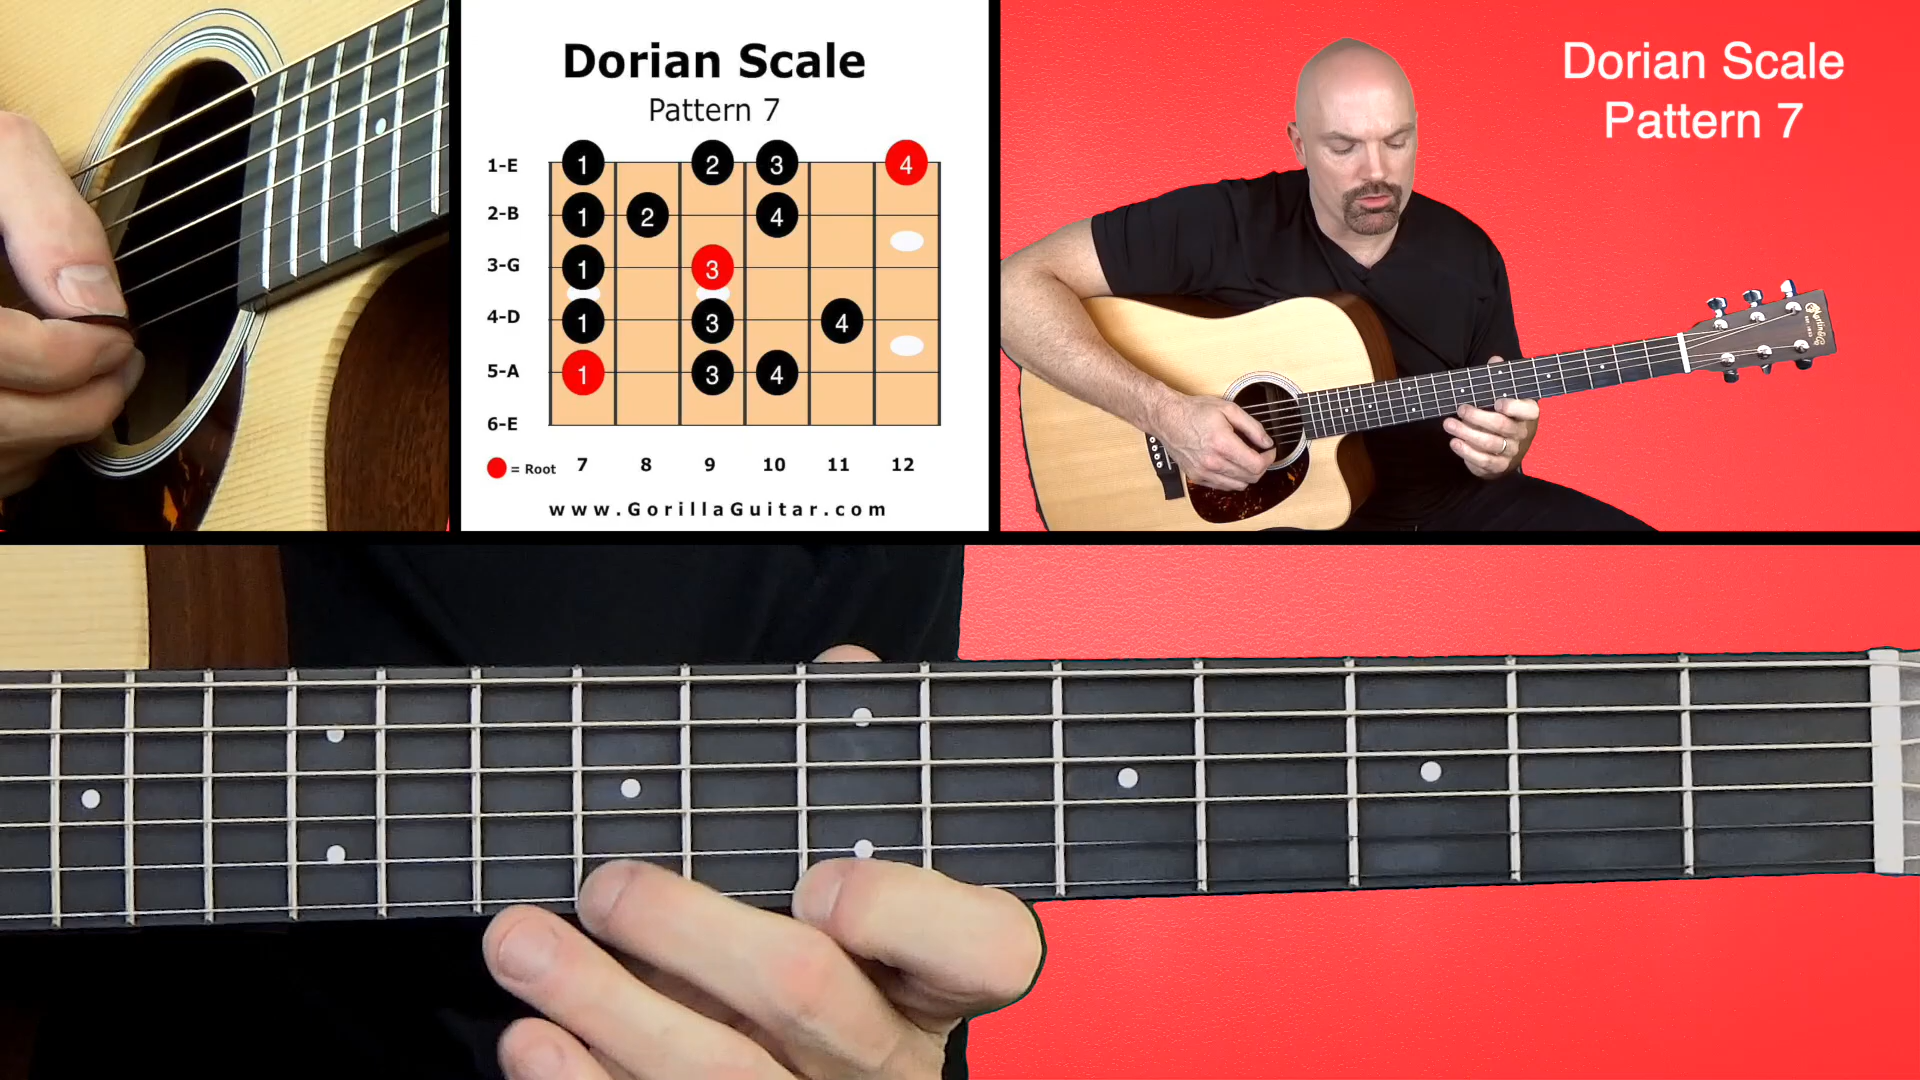 Dorian Scale
Pattern 7
1-E 1 2 3 4
2-B 1 2 4
3-G 1 3
4-D 1 3 4
5-A 1 3 4
6-E
= Root 7 8 9 10 11 12
www.GorillaGuitar.com
Dorian Scale
Pattern 7
Martin & Co